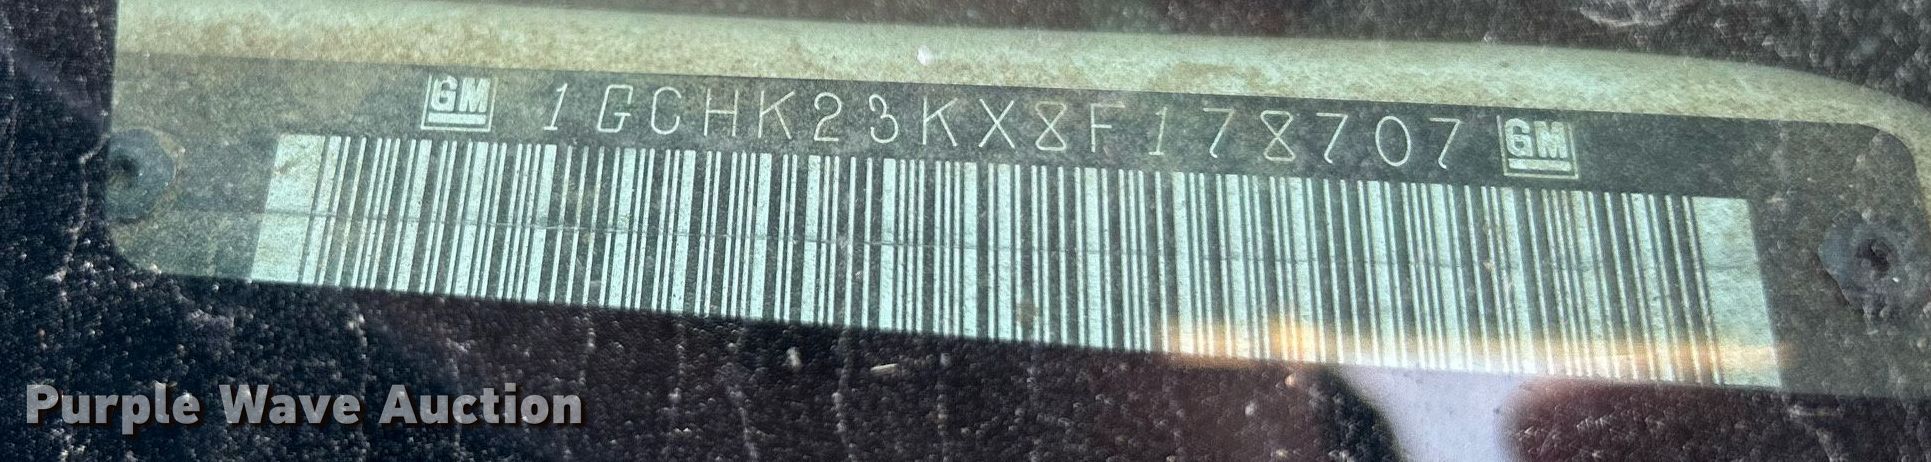 GM 1GCHK23KX8F178707 GM
Purple Wave Auction